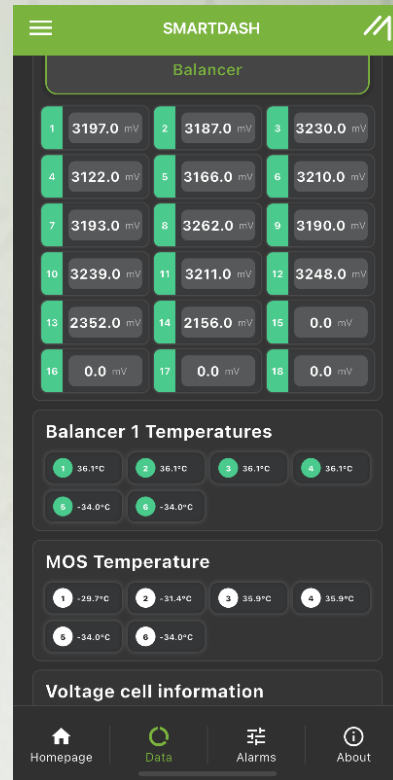 SMARTDASH
Balancer
1 3197.0 mV 2 3187.0 mV 3 3230.0 mV
4 3122.0 mV 5 3166.0 mV 6 3210.0 mV
7 3193.0 mV 8 3262.0 mV 9 3190.0 mV
10 3239.0 mV 11 3211.0 mV 12 3248.0 mV
13 2352.0 mV 14 2156.0 mV 15 0.0 mV
16 0.0 mV 17 0.0 mV 18 0.0 mV
Balancer 1 Temperatures
1 36.1°C 2 36.1°C 3 36.1°C 4 36.1°C
5 -34.0°C 6 -34.0°C
MOS Temperature
1 -29.7°C 2 -31.4°C 3 35.9°C 4 35.9°C
5 -34.0°C 6 -34.0°C
Voltage cell information
Homepage Data Alarms About